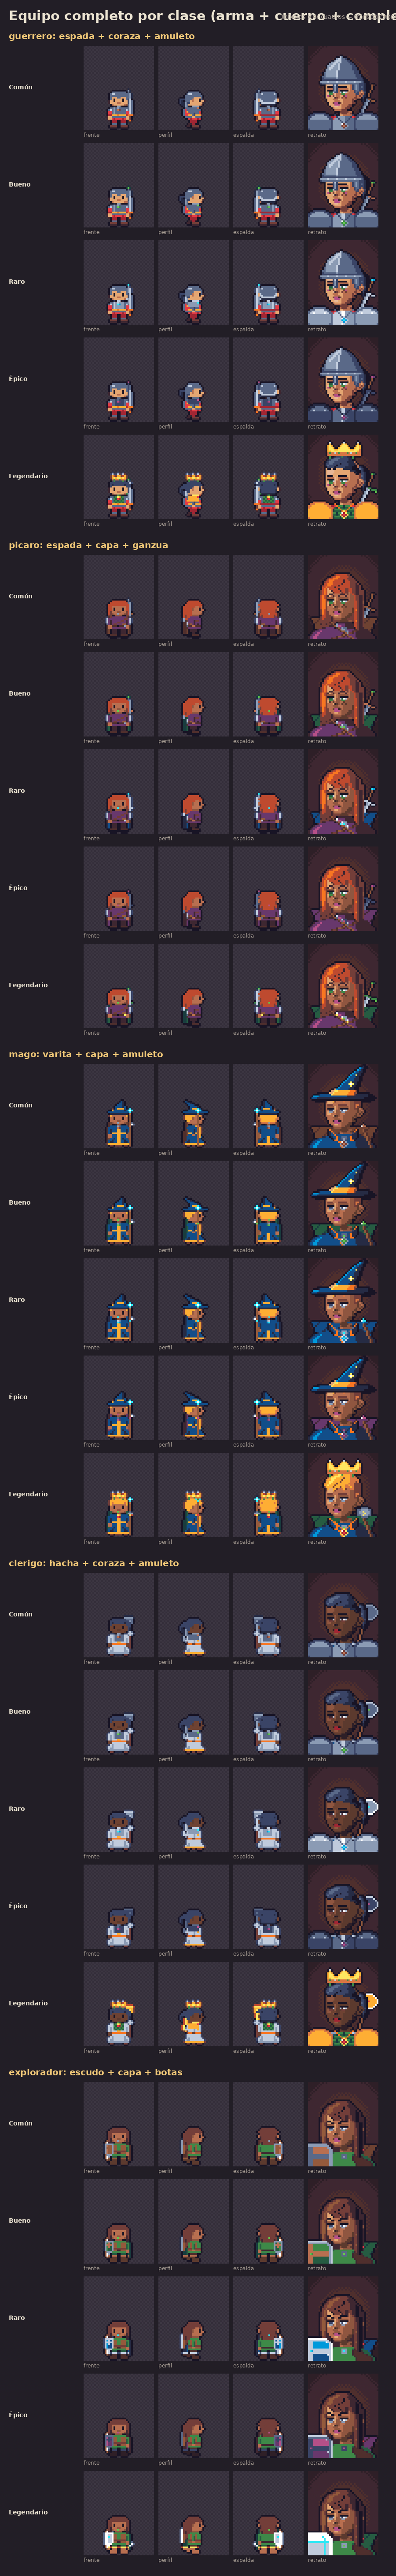 Equipo completo por clase (arma + cuerpo + comple
guerrero: espada + coraza + amuleto
Común
frente perfil espalda retrato
Bueno
frente perfil espalda retrato
Raro
frente perfil espalda retrato
Épico
frente perfil espalda retrato
Legendario
frente perfil espalda retrato
picaro: espada + capa + ganzua
Común
frente perfil espalda retrato
Bueno
frente perfil espalda retrato
Raro
frente perfil espalda retrato
Épico
frente perfil espalda retrato
Legendario
frente perfil espalda retrato
mago: varita + capa + amuleto
Común
frente perfil espalda retrato
Bueno
frente perfil espalda retrato
Raro
frente perfil espalda retrato
Épico
frente perfil espalda retrato
Legendario
frente perfil espalda retrato
clerigo: hacha + coraza + amuleto
Común
frente perfil espalda retrato
Bueno
frente perfil espalda retrato
Raro
frente perfil espalda retrato
Épico
frente perfil espalda retrato
Legendario
frente perfil espalda retrato
explorador: escudo + capa + botas
Común
frente perfil espalda retrato
Bueno
frente perfil espalda retrato
Raro
frente perfil espalda retrato
Épico
frente perfil espalda retrato
Legendario
frente perfil espalda retrato